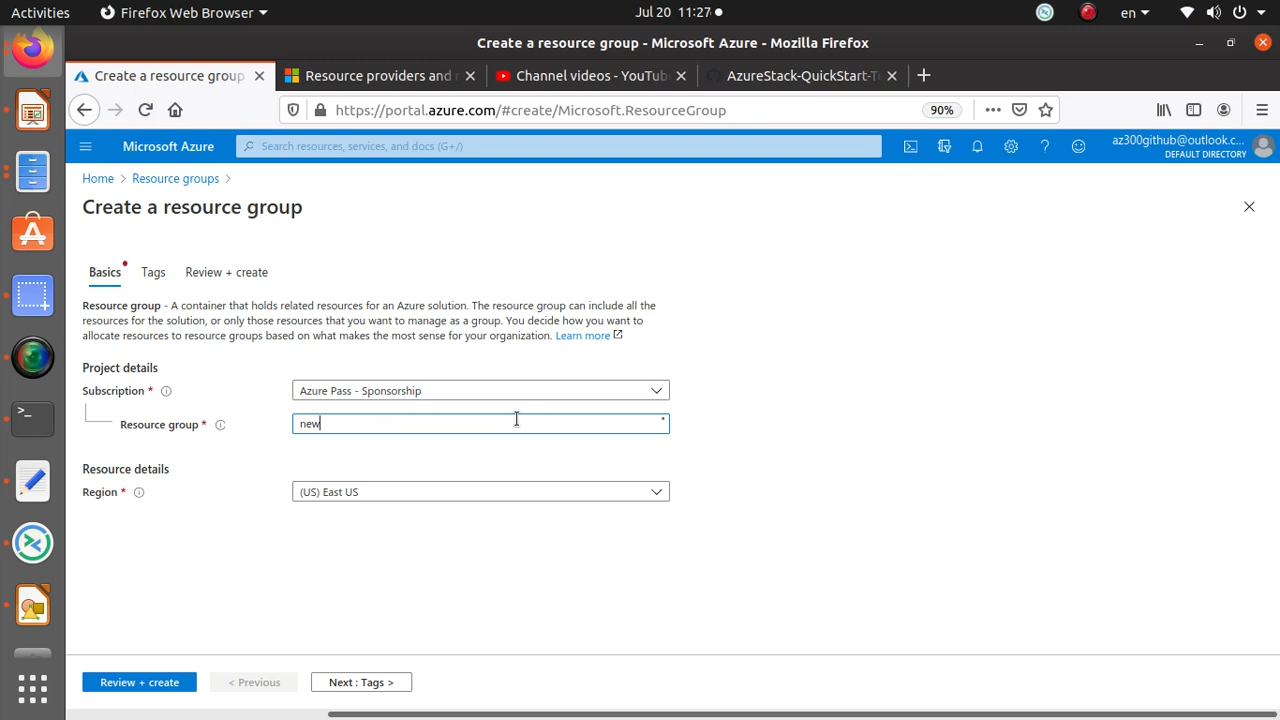 Activities Firefox Web Browser Jul 20 11:27 en
Create a resource group - Microsoft Azure - Mozilla Firefox
Create a resource group Resource providers and r Channel videos - YouTub AzureStack-QuickStart-Te
https://portal.azure.com/#create/Microsoft.ResourceGroup 90%
Microsoft Azure Search resources, services, and docs (G+/) az300github@outlook.c...
DEFAULT DIRECTORY
Home > Resource groups >
Create a resource group
Basics Tags Review + create
Resource group - A container that holds related resources for an Azure solution. The resource group can include all the
resources for the solution, or only those resources that you want to manage as a group. You decide how you want to
allocate resources to resource groups based on what makes the most sense for your organization. Learn more
Project details
Subscription * Azure Pass - Sponsorship
Resource group * new
Resource details
Region * (US) East US
Review + create < Previous Next : Tags >